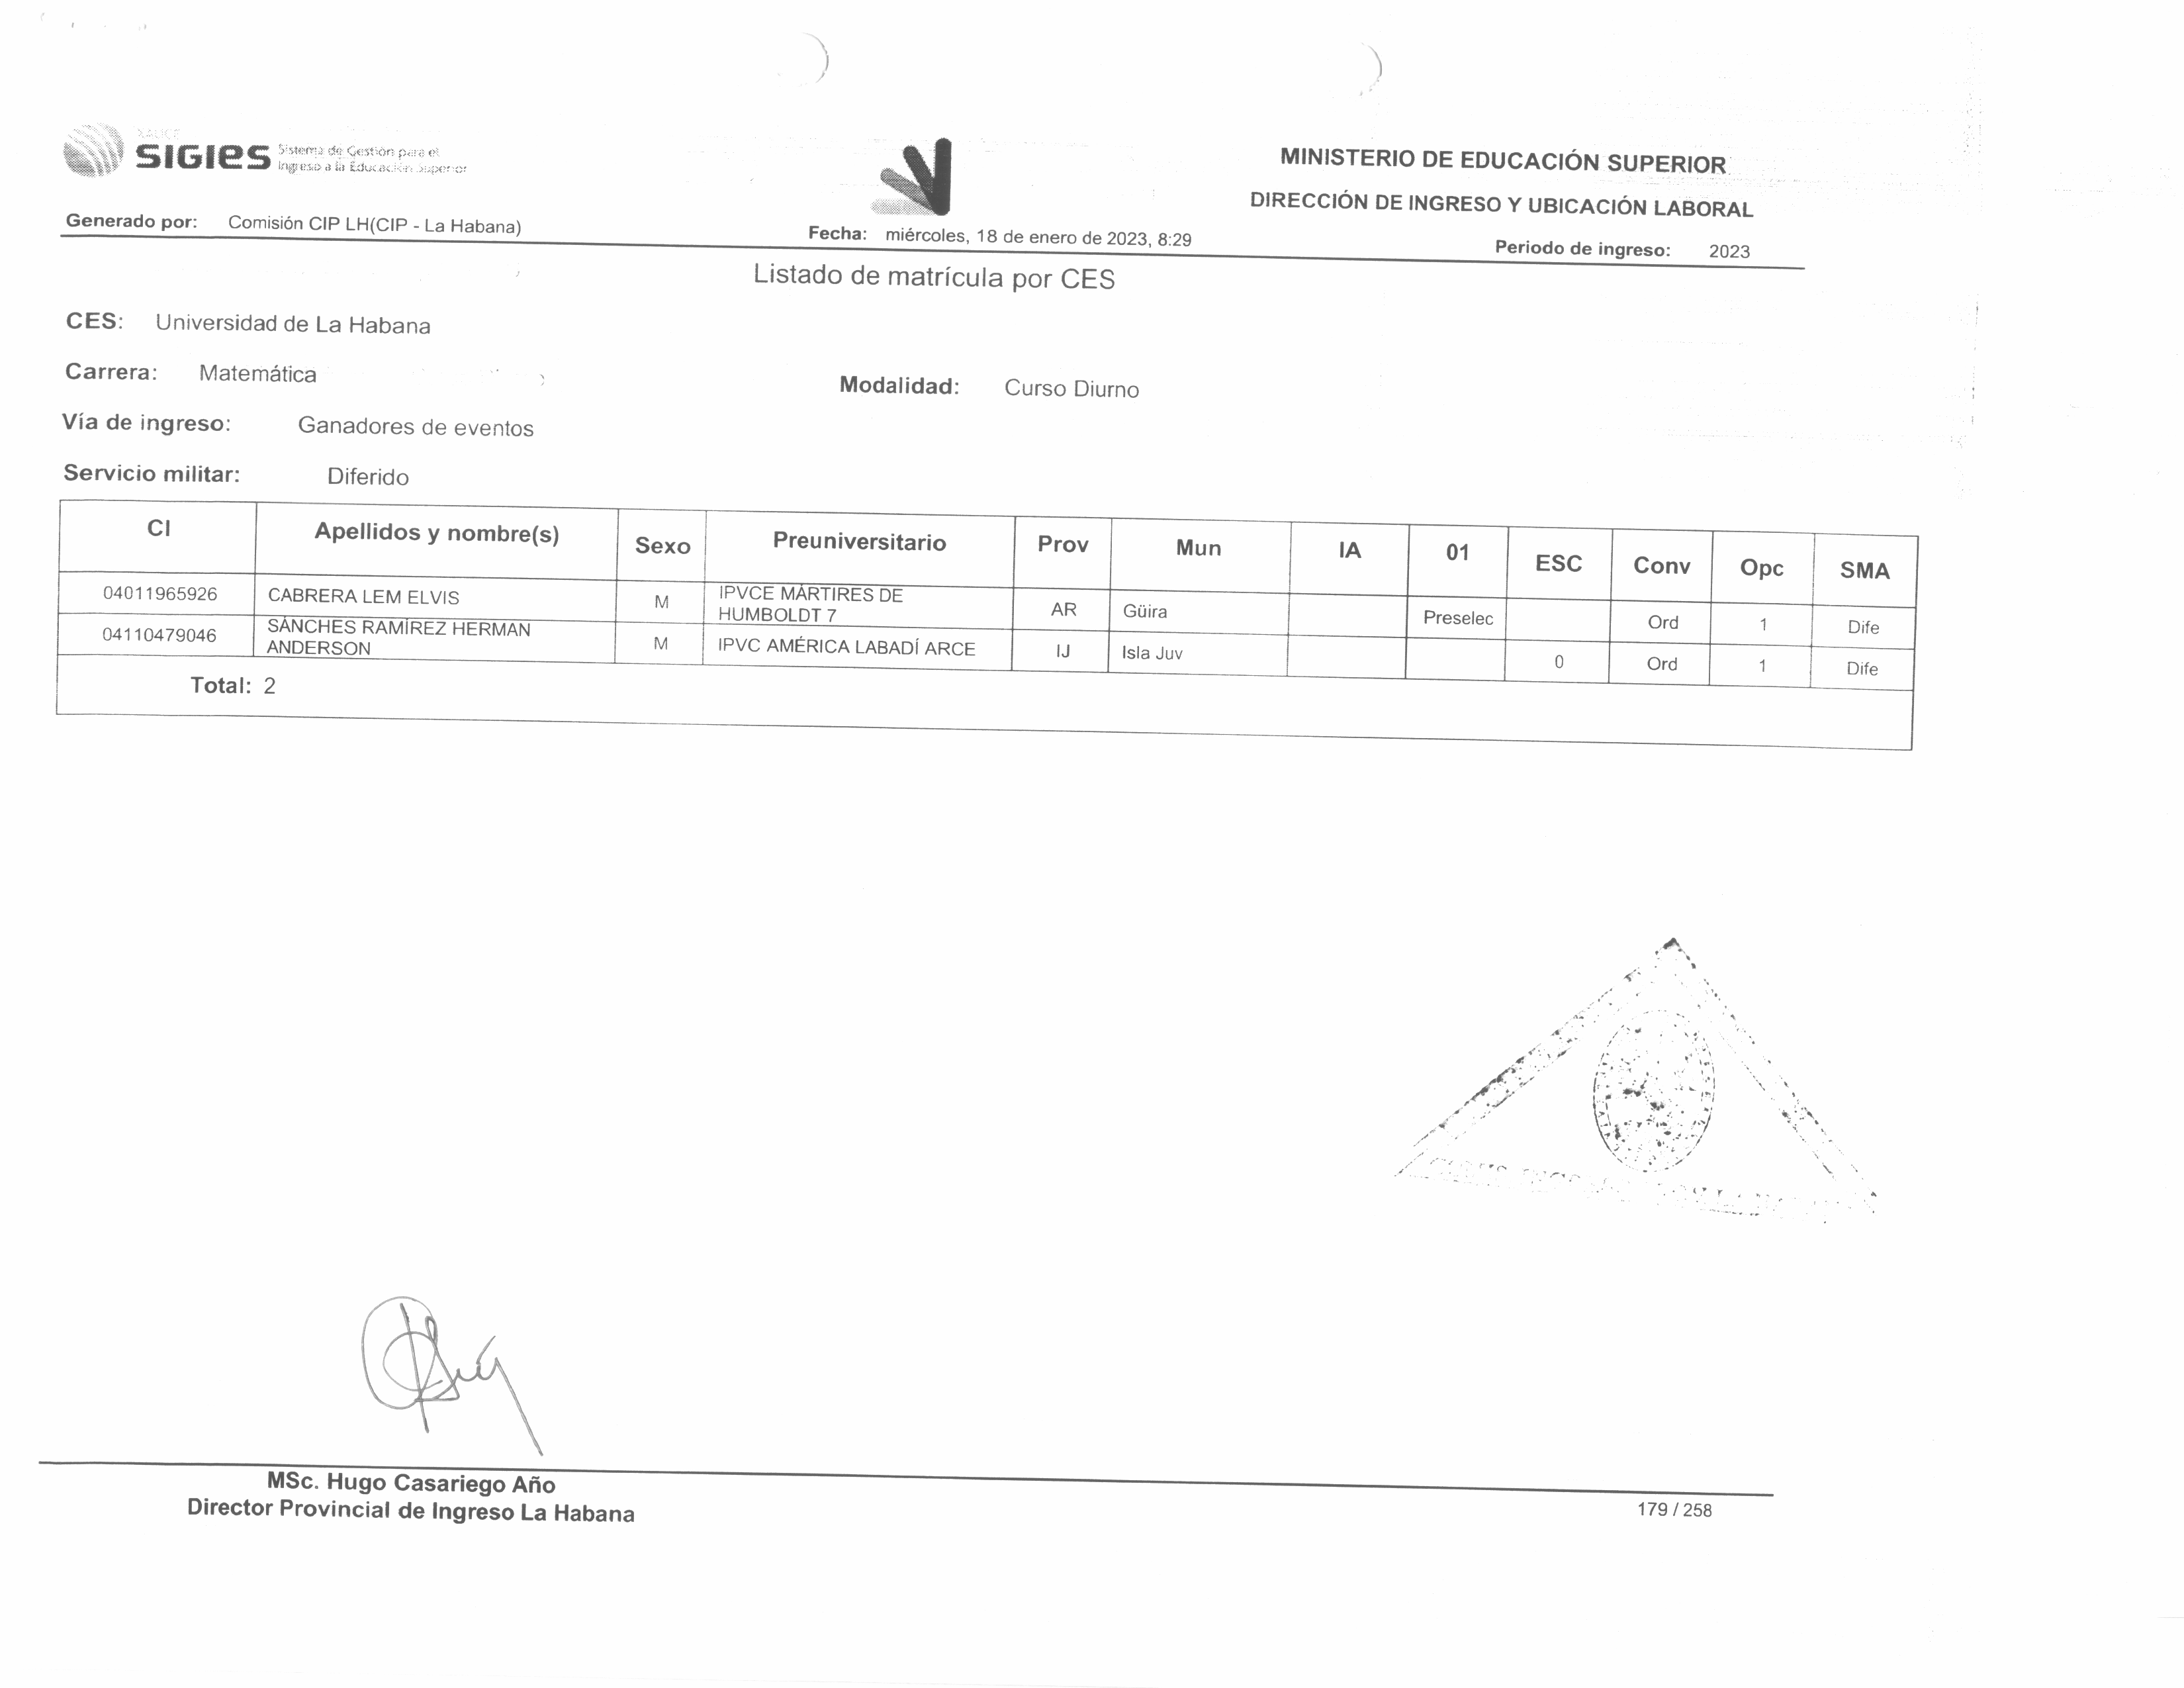 XAUCE
SIGIES Sistema de Gestión para el
Ingreso a la Educación Superior
MINISTERIO DE EDUCACIÓN SUPERIOR
DIRECCIÓN DE INGRESO Y UBICACIÓN LABORAL
Generado por: Comisión CIP LH(CIP - La Habana)
Fecha: miércoles, 18 de enero de 2023, 8:29
Periodo de ingreso: 2023
Listado de matrícula por CES
CES: Universidad de La Habana
Carrera: Matemática
Modalidad: Curso Diurno
Vía de ingreso: Ganadores de eventos
Servicio militar: Diferido
CI Apellidos y nombre(s) Sexo Preuniversitario Prov Mun IA 01 ESC Conv Opc SMA
04011965926 CABRERA LEM ELVIS M IPVCE MÁRTIRES DE HUMBOLDT 7 AR Güira Preselec Ord 1 Dife
04110479046 SÁNCHES RAMÍREZ HERMAN ANDERSON M IPVC AMÉRICA LABADÍ ARCE IJ Isla Juv 0 Ord 1 Dife
Total: 2
MSc. Hugo Casariego Año
Director Provincial de Ingreso La Habana
179 / 258